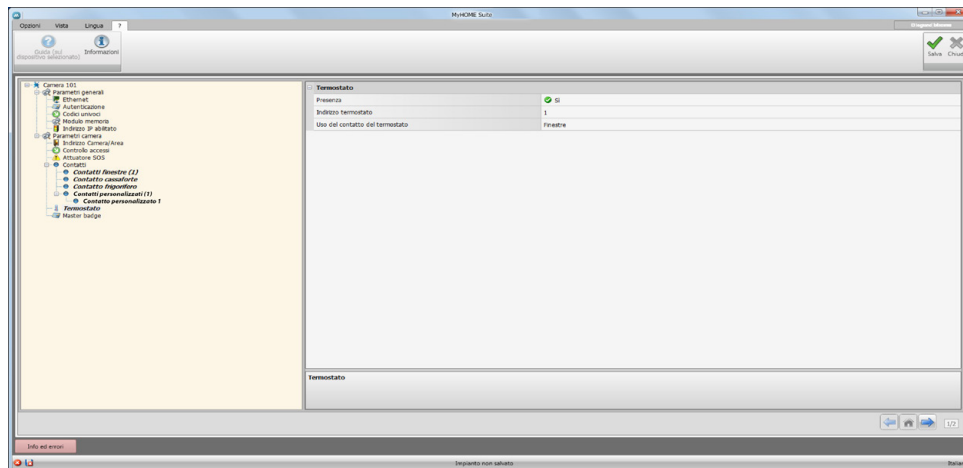 MyHOME Suite
Opzioni Vista Lingua ?
Guida (sul
dispositivo selezionato)
Informazioni
Salva
Chiudi
Camera 101
Parametri generali
Ethernet
Autenticazione
Codici univoci
Modulo memoria
Indirizzo IP abilitato
Parametri camera
Indirizzo Camera/Area
Controllo accessi
Attuatore SOS
Contatti
Contatti finestre (1)
Contatto cassaforte
Contatto frigorifero
Contatti personalizzati (1)
Contatto personalizzato 1
Termostato
Master badge
Termostato
Presenza Sì
Indirizzo termostato 1
Uso del contatto del termostato Finestre
Termostato
1/2
Info ed errori
Impianto non salvato